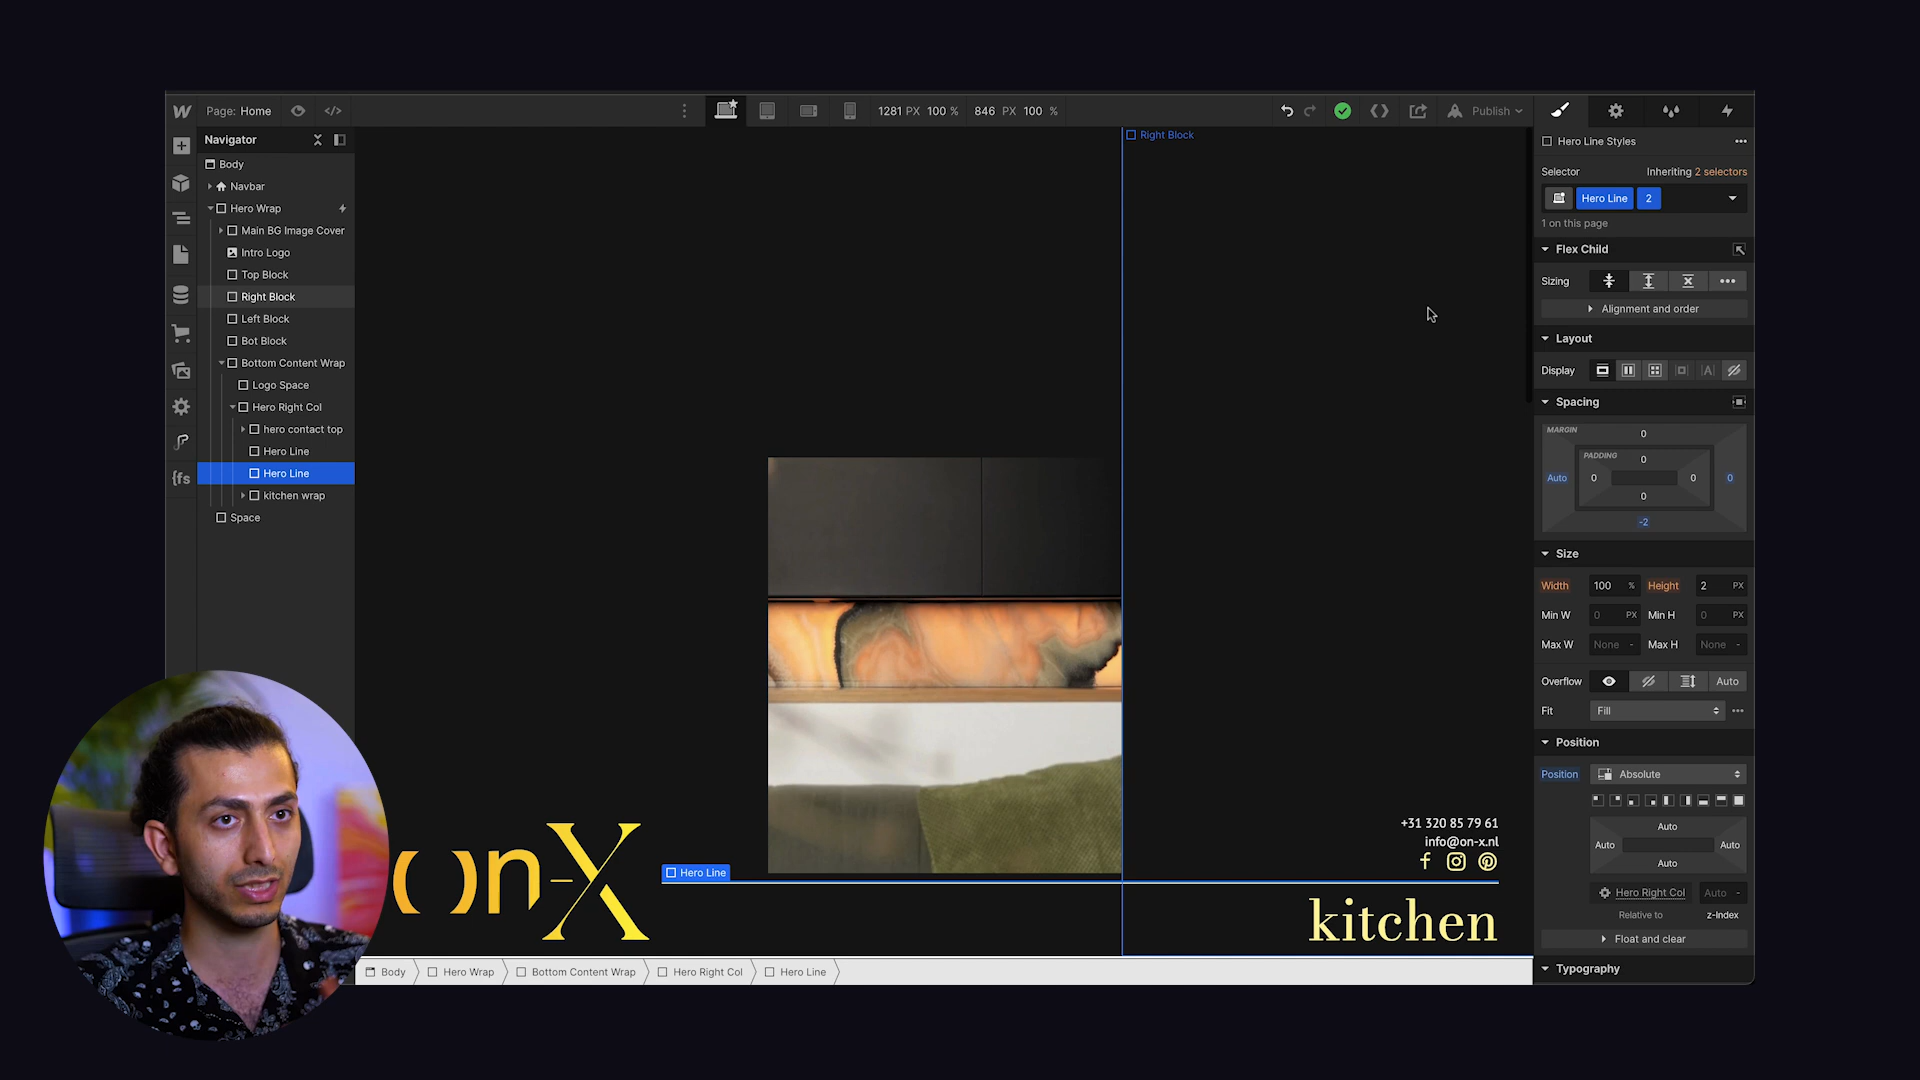 Page: Home
1281 PX 100 % 846 PX 100 %
Publish
Navigator
Body
Navbar
Hero Wrap
Main BG Image Cover
Intro Logo
Top Block
Right Block
Left Block
Bot Block
Bottom Content Wrap
Logo Space
Hero Right Col
hero contact top
Hero Line
Hero Line
kitchen wrap
Space
{fs
Right Block
on-X
Hero Line
+31 320 85 79 61
info@on-x.nl
kitchen
Body Hero Wrap Bottom Content Wrap Hero Right Col Hero Line
Hero Line Styles
Selector Inheriting 2 selectors
Hero Line 2
1 on this page
Flex Child
Sizing
Alignment and order
Layout
Display
Spacing
MARGIN
0
PADDING
0
Auto 0 0 0
0
-2
Size
Width 100 % Height 2 PX
Min W 0 PX Min H 0 PX
Max W None - Max H None -
Overflow Auto
Fit Fill
Position
Position Absolute
Auto
Auto Auto
Auto
Hero Right Col Auto -
Relative to z-Index
Float and clear
Typography